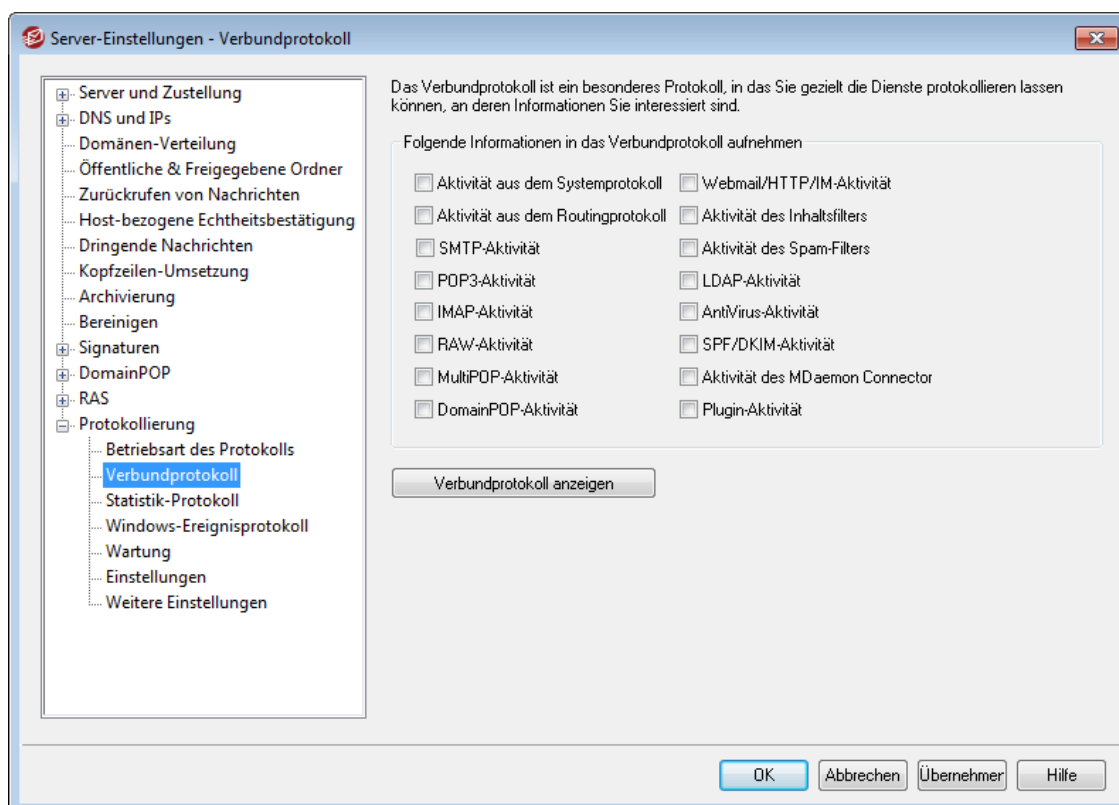 Server-Einstellungen - Verbundprotokoll
Server und Zustellung
DNS und IPs
Domänen-Verteilung
Öffentliche & Freigegebene Ordner
Zurückrufen von Nachrichten
Host-bezogene Echtheitsbestätigung
Dringende Nachrichten
Kopfzeilen-Umsetzung
Archivierung
Bereinigen
Signaturen
DomainPOP
RAS
Protokollierung
Betriebsart des Protokolls
Verbundprotokoll
Statistik-Protokoll
Windows-Ereignisprotokoll
Wartung
Einstellungen
Weitere Einstellungen
Das Verbundprotokoll ist ein besonderes Protokoll, in das Sie gezielt die Dienste protokollieren lassen
können, an deren Informationen Sie interessiert sind.
Folgende Informationen in das Verbundprotokoll aufnehmen
Aktivität aus dem Systemprotokoll
Aktivität aus dem Routingprotokoll
SMTP-Aktivität
POP3-Aktivität
IMAP-Aktivität
RAW-Aktivität
MultiPOP-Aktivität
DomainPOP-Aktivität
Webmail/HTTP/IM-Aktivität
Aktivität des Inhaltsfilters
Aktivität des Spam-Filters
LDAP-Aktivität
AntiVirus-Aktivität
SPF/DKIM-Aktivität
Aktivität des MDaemon Connector
Plugin-Aktivität
Verbundprotokoll anzeigen
OK
Abbrechen
Übernehmer
Hilfe